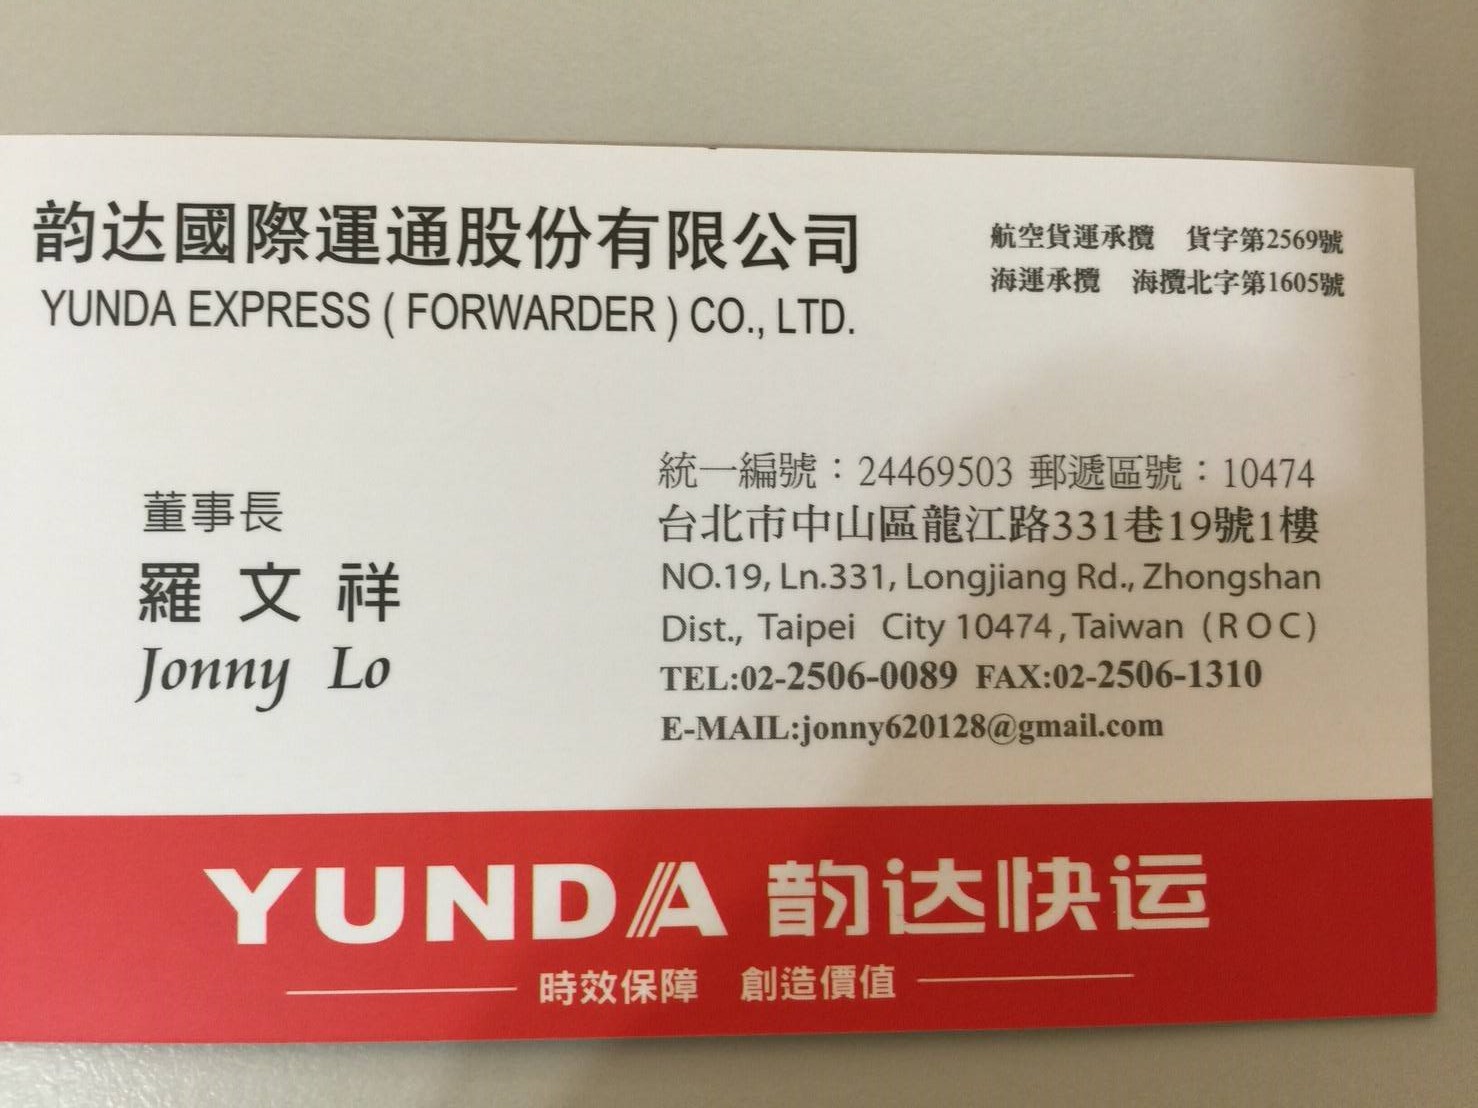 韵达國際運通股份有限公司
YUNDA EXPRESS ( FORWARDER ) CO., LTD.
航空貨運承攬 貨字第2569號
海運承攬 海攬北字第1605號
董事長
羅文祥
Jonny Lo
統一編號：24469503 郵遞區號：10474
台北市中山區龍江路331巷19號1樓
NO.19, Ln.331, Longjiang Rd., Zhongshan
Dist., Taipei City 10474, Taiwan (ROC)
TEL:02-2506-0089 FAX:02-2506-1310
E-MAIL:jonny620128@gmail.com
YUNDA 韵达快运
時效保障 創造價值